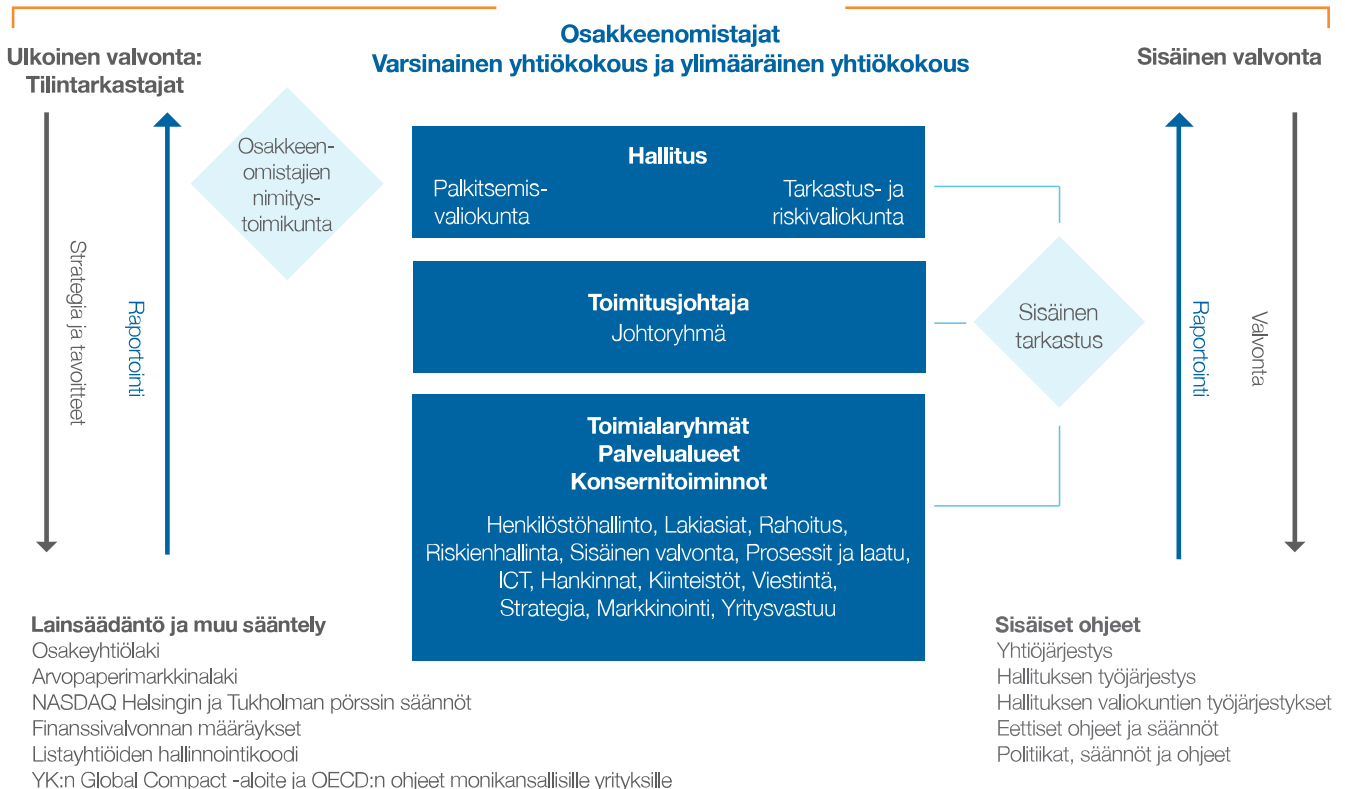 Osakkeenomistajat
Varsinainen yhtiökokous ja ylimääräinen yhtiökokous
Ulkoinen valvonta:
Tilintarkastajat
Sisäinen valvonta
Strategia ja tavoitteet
Raportointi
Osakkeen-
omistajien
nimitys-
toimikunta
Hallitus
Palkitsemis-
valiokunta
Tarkastus- ja
riskivaliokunta
Toimitusjohtaja
Johtoryhmä
Sisäinen
tarkastus
Raportointi
Valvonta
Toimialaryhmät
Palvelualueet
Konsernitoiminnot
Henkilöstöhallinto, Lakiasiat, Rahoitus,
Riskienhallinta, Sisäinen valvonta, Prosessit ja laatu,
ICT, Hankinnat, Kiinteistöt, Viestintä,
Strategia, Markkinointi, Yritysvastuu
Lainsäädäntö ja muu sääntely
Osakeyhtiölaki
Arvopaperimarkkinalaki
NASDAQ Helsingin ja Tukholman pörssin säännöt
Finanssivalvonnan määräykset
Listayhtiöiden hallinnointikoodi
YK:n Global Compact -aloite ja OECD:n ohjeet monikansallisille yrityksille
Sisäiset ohjeet
Yhtiöjärjestys
Hallituksen työjärjestys
Hallituksen valiokuntien työjärjestykset
Eettiset ohjeet ja säännöt
Politiikat, säännöt ja ohjeet